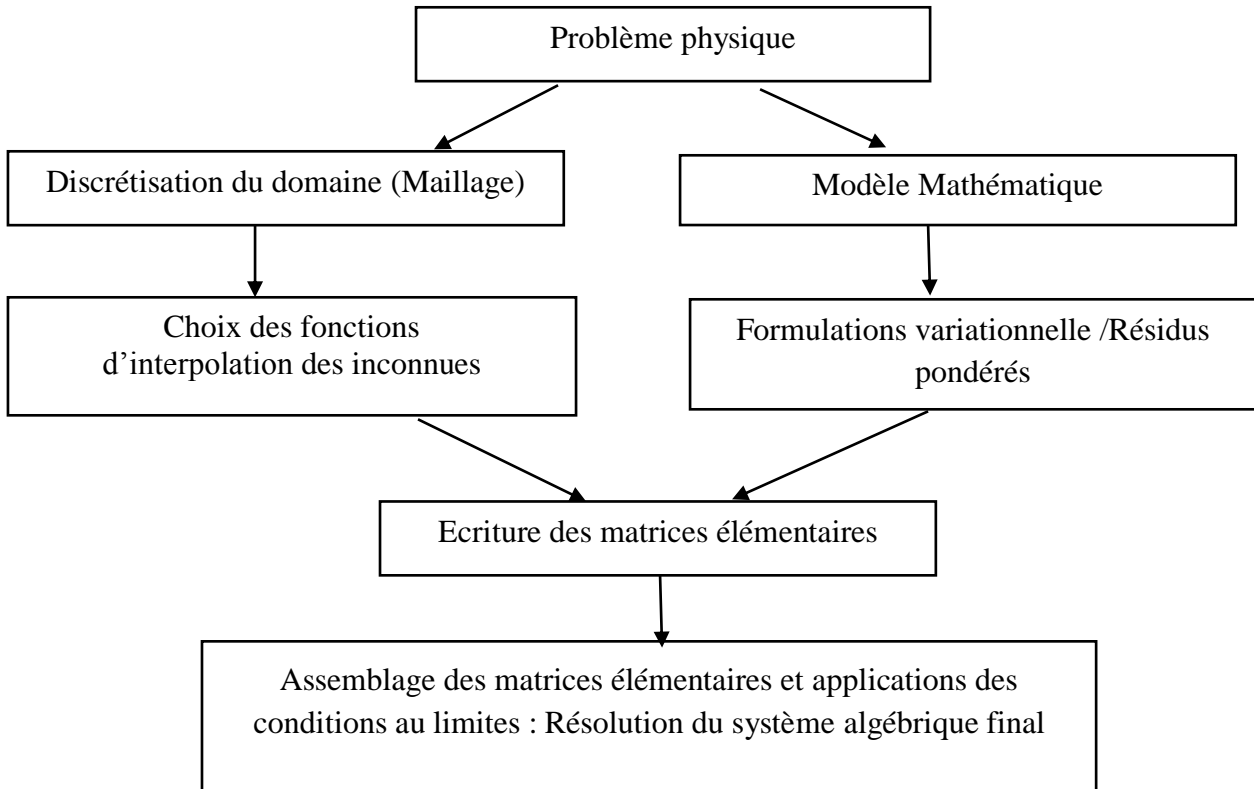 Problème physique
Discrétisation du domaine (Maillage)
Modèle Mathématique
Choix des fonctions
d’interpolation des inconnues
Formulations variationnelle /Résidus
pondérés
Ecriture des matrices élémentaires
Assemblage des matrices élémentaires et applications des
conditions au limites : Résolution du système algébrique final